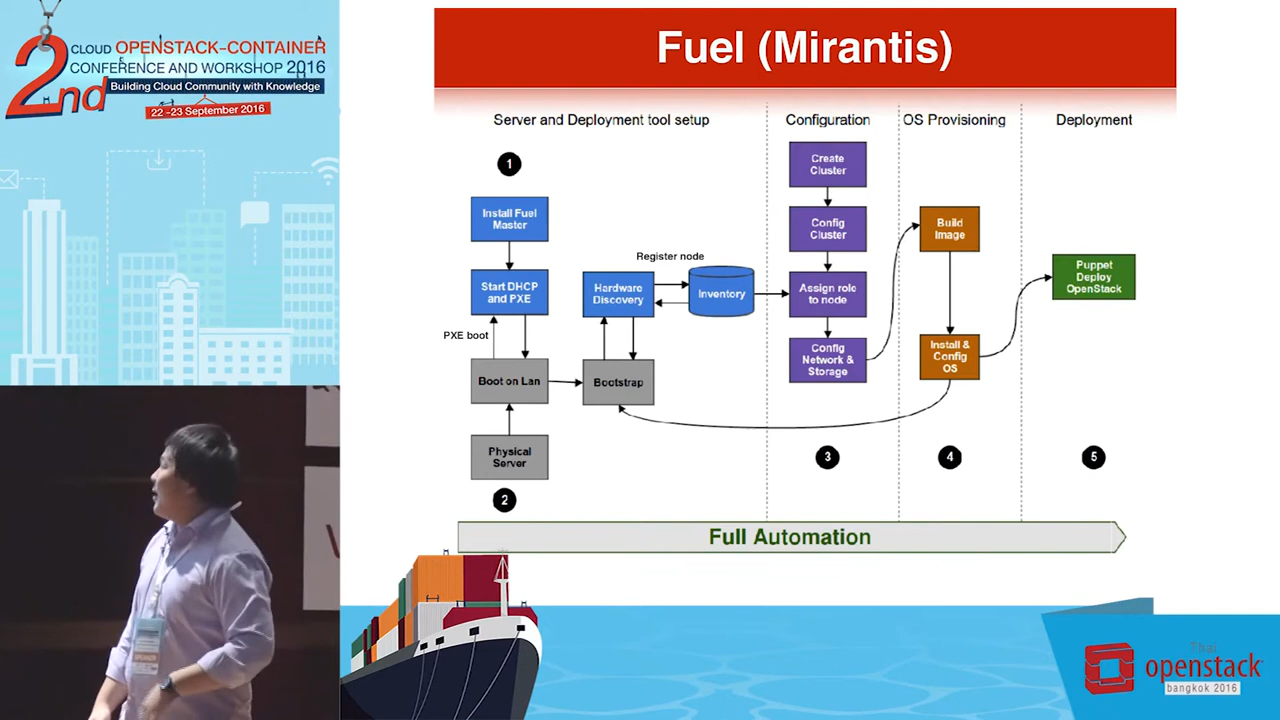 2nd
CLOUD OPENSTACK-CONTAINER
CONFERENCE AND WORKSHOP 2016
Building Cloud Community with Knowledge
22 -23 September 2016
Fuel (Mirantis)
Server and Deployment tool setup
Configuration
OS Provisioning
Deployment
1
Install Fuel
Master
Start DHCP
and PXE
PXE boot
Boot on Lan
Physical
Server
2
Register node
Hardware
Discovery
Inventory
Bootstrap
Create
Cluster
Config
Cluster
Assign role
to node
Config
Network &
Storage
3
Build
Image
Install &
Config
OS
4
Puppet
Deploy
OpenStack
5
Full Automation
Thai
openstack
bangkok 2016
SPEAKER